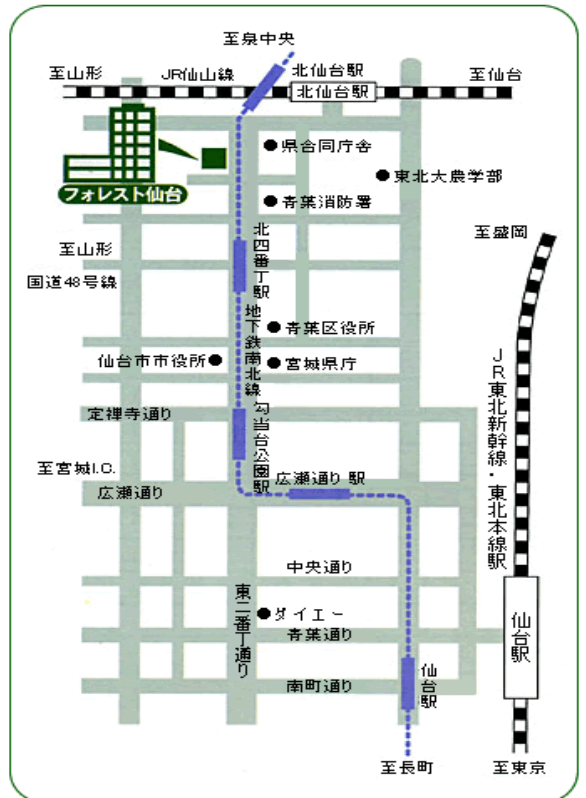 至泉中央
至山形
JR仙山線
北仙台駅
北仙台駅
至仙台
県合同庁舎
東北大農学部
フォレスト仙台
青葉消防署
至盛岡
至山形
国道48号線
北四番丁駅
地下鉄南北線
青葉区役所
仙台市市役所
宮城県庁
JR東北新幹線・東北本線駅
定禅寺通り
勾当台公園駅
至宮城I.C.
広瀬通り 駅
広瀬通り
中央通り
東二番丁通り
ダイエー
青葉通り
仙台駅
仙台駅
南町通り
至長町
至東京